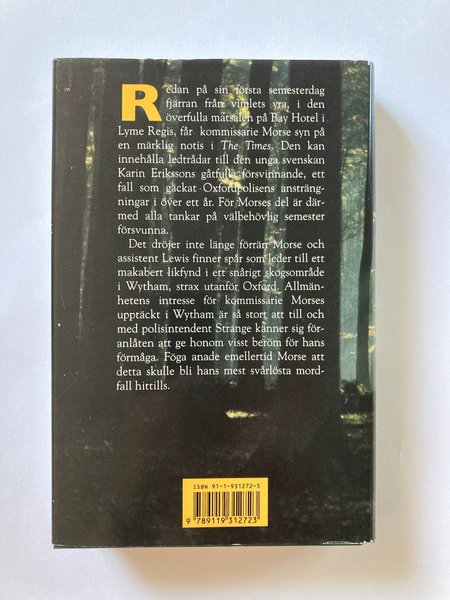 Redan på sin första semesterdag
fjärran från vimlets yra, i den
överfulla matsalen på Bay Hotel i
Lyme Regis, får kommissarie Morse syn på
en märklig notis i The Times. Den kan
innehålla ledtrådar till den unga svenskan
Karin Erikssons gåtfulla försvinnande, ett
fall som gäckat Oxfordpolisens ansträng-
ningar i över ett år. För Morses del är där-
med alla tankar på välbehövlig semester
försvunna.
Det dröjer inte länge förrän Morse och
assistent Lewis finner spår som leder till ett
makabert likfynd i ett snårigt skogsområde
i Wytham, strax utanför Oxford. Allmän-
hetens intresse för kommissarie Morses
upptäckt i Wytham är så stort att till och
med polisintendent Strange känner sig för-
anlåten att ge honom visst beröm för hans
förmåga. Föga anade emellertid Morse att
detta skulle bli hans mest svårlösta mord-
fall hittills.
ISBN 91-1-931272-5
9 789119 312723